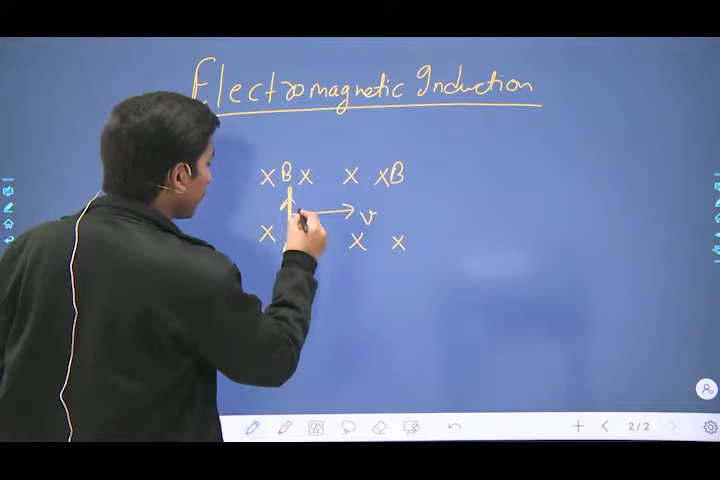 Electromagnetic Induction
X B X X X B
v
X X X
2/2